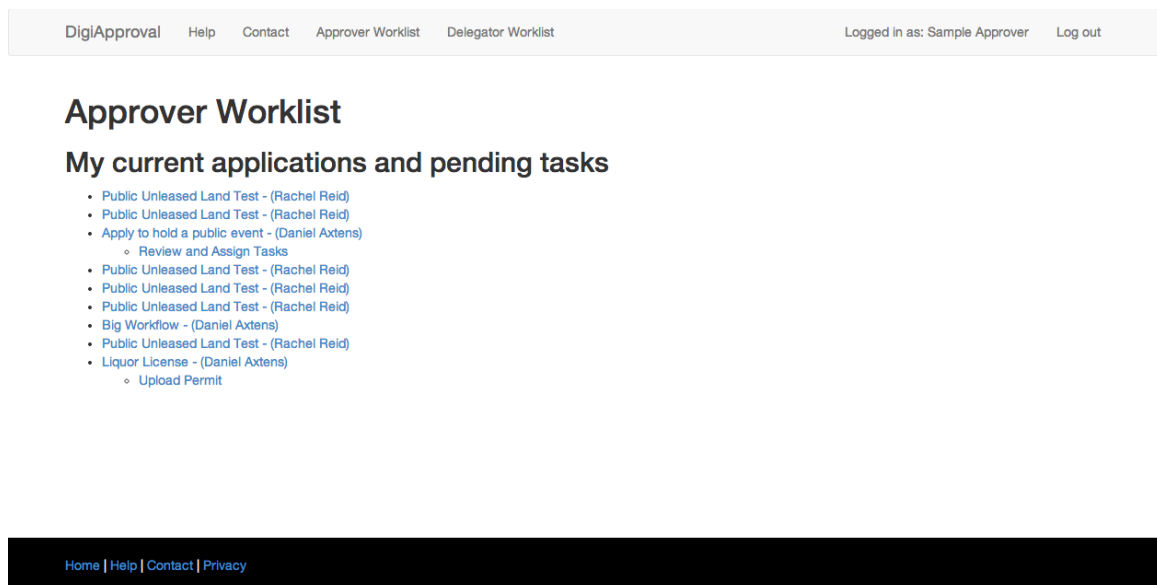 DigiApproval Help Contact Approver Worklist Delegator Worklist Logged in as: Sample Approver Log out
Approver Worklist
My current applications and pending tasks
Public Unleased Land Test - (Rachel Reid)
Public Unleased Land Test - (Rachel Reid)
Apply to hold a public event - (Daniel Axtens)
Review and Assign Tasks
Public Unleased Land Test - (Rachel Reid)
Public Unleased Land Test - (Rachel Reid)
Public Unleased Land Test - (Rachel Reid)
Big Workflow - (Daniel Axtens)
Public Unleased Land Test - (Rachel Reid)
Liquor License - (Daniel Axtens)
Upload Permit
Home | Help | Contact | Privacy